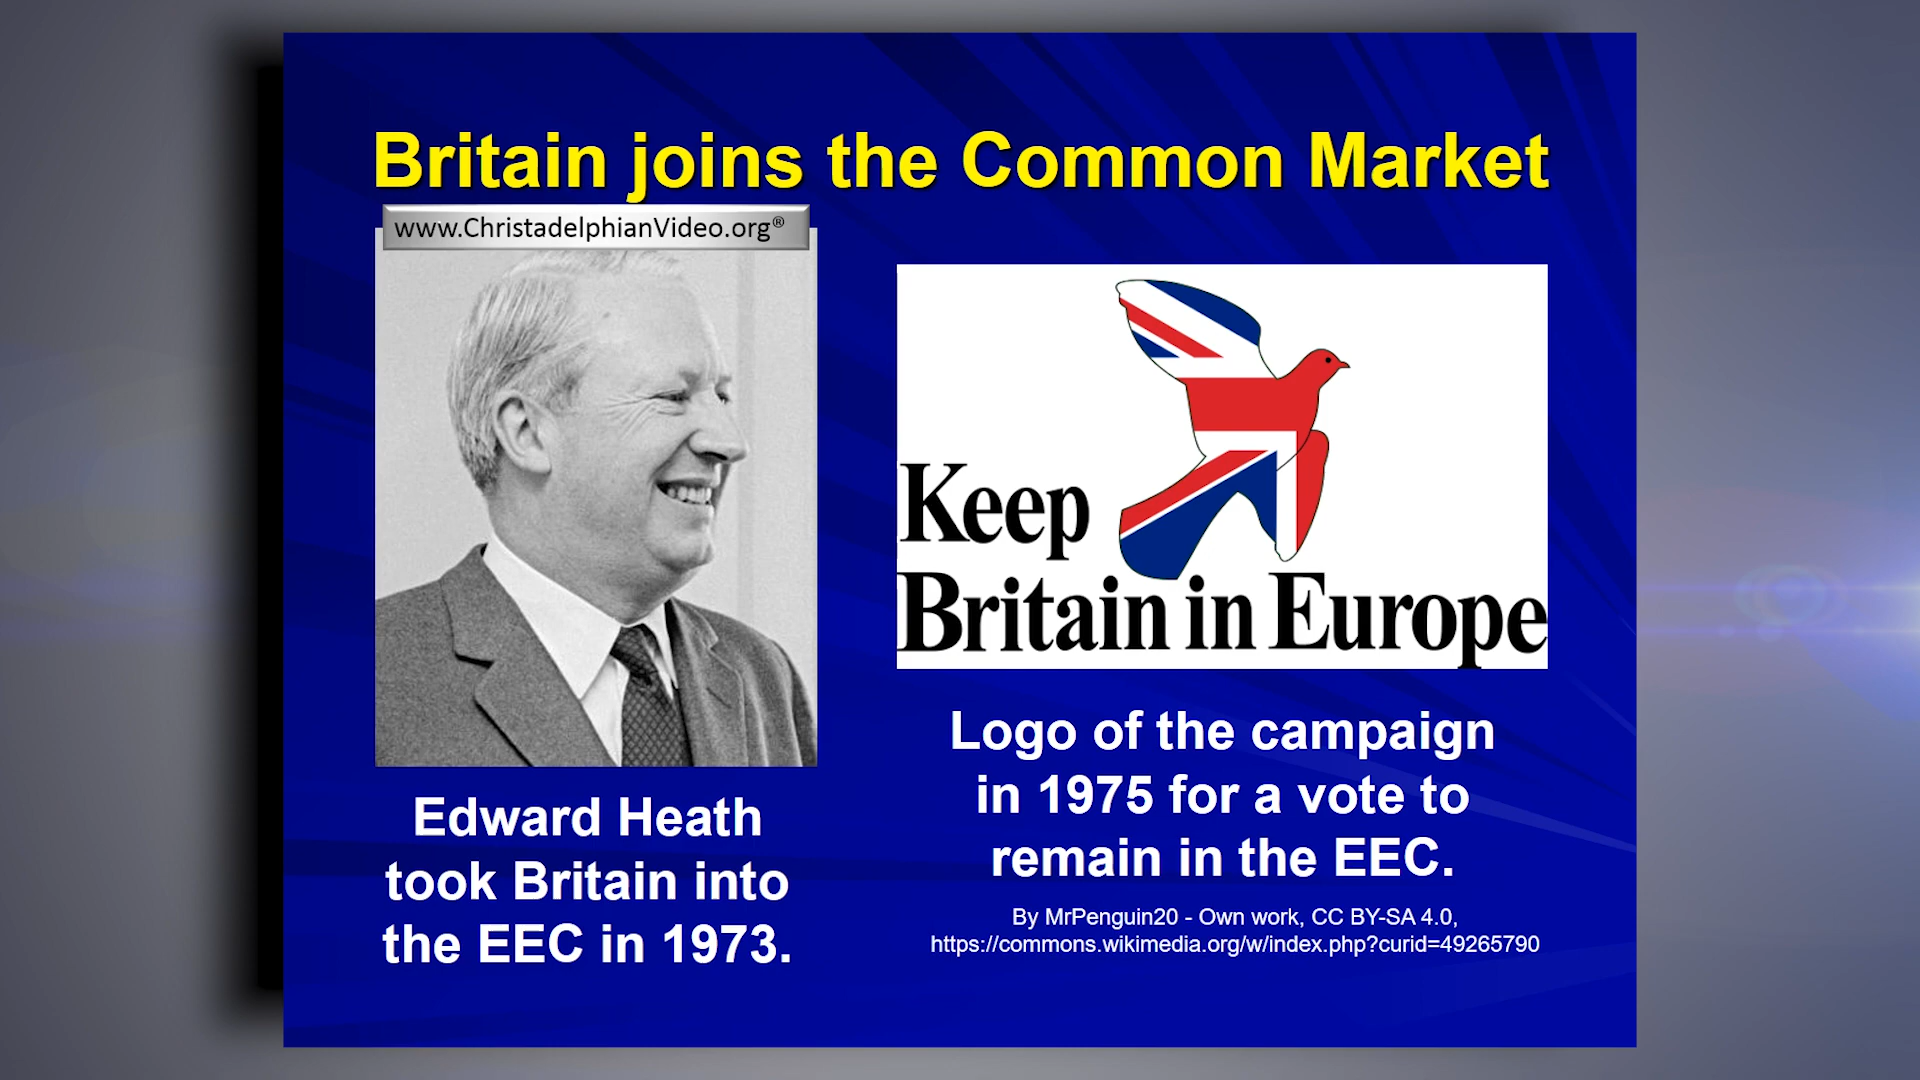 Britain joins the Common Market
www.ChristadelphianVideo.org®
Keep
Britain in Europe
Edward Heath
took Britain into
the EEC in 1973.
Logo of the campaign
in 1975 for a vote to
remain in the EEC.
By MrPenguin20 - Own work, CC BY-SA 4.0,
https://commons.wikimedia.org/w/index.php?curid=49265790